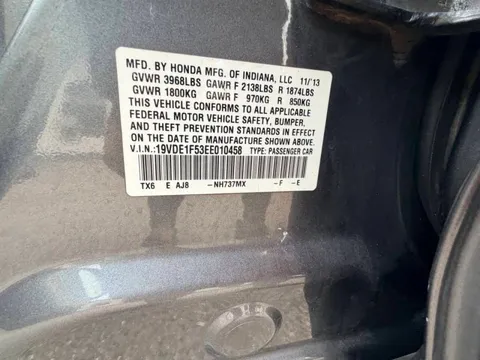 MFD. BY HONDA MFG. OF INDIANA, LLC 11/'13
GVWR 3968LBS GAWR F 2138LBS R 1874LBS
GVWR 1800KG GAWR F 970KG R 850KG
THIS VEHICLE CONFORMS TO ALL APPLICABLE
FEDERAL MOTOR VEHICLE SAFETY, BUMPER,
AND THEFT PREVENTION STANDARDS IN EFFECT
ON THE DATE OF MANUFACTURE SHOWN ABOVE.
V.I.N.: 19VDE1F53EE010458 TYPE: PASSENGER CAR
TX6 E AJ8 -NH737MX -F -E